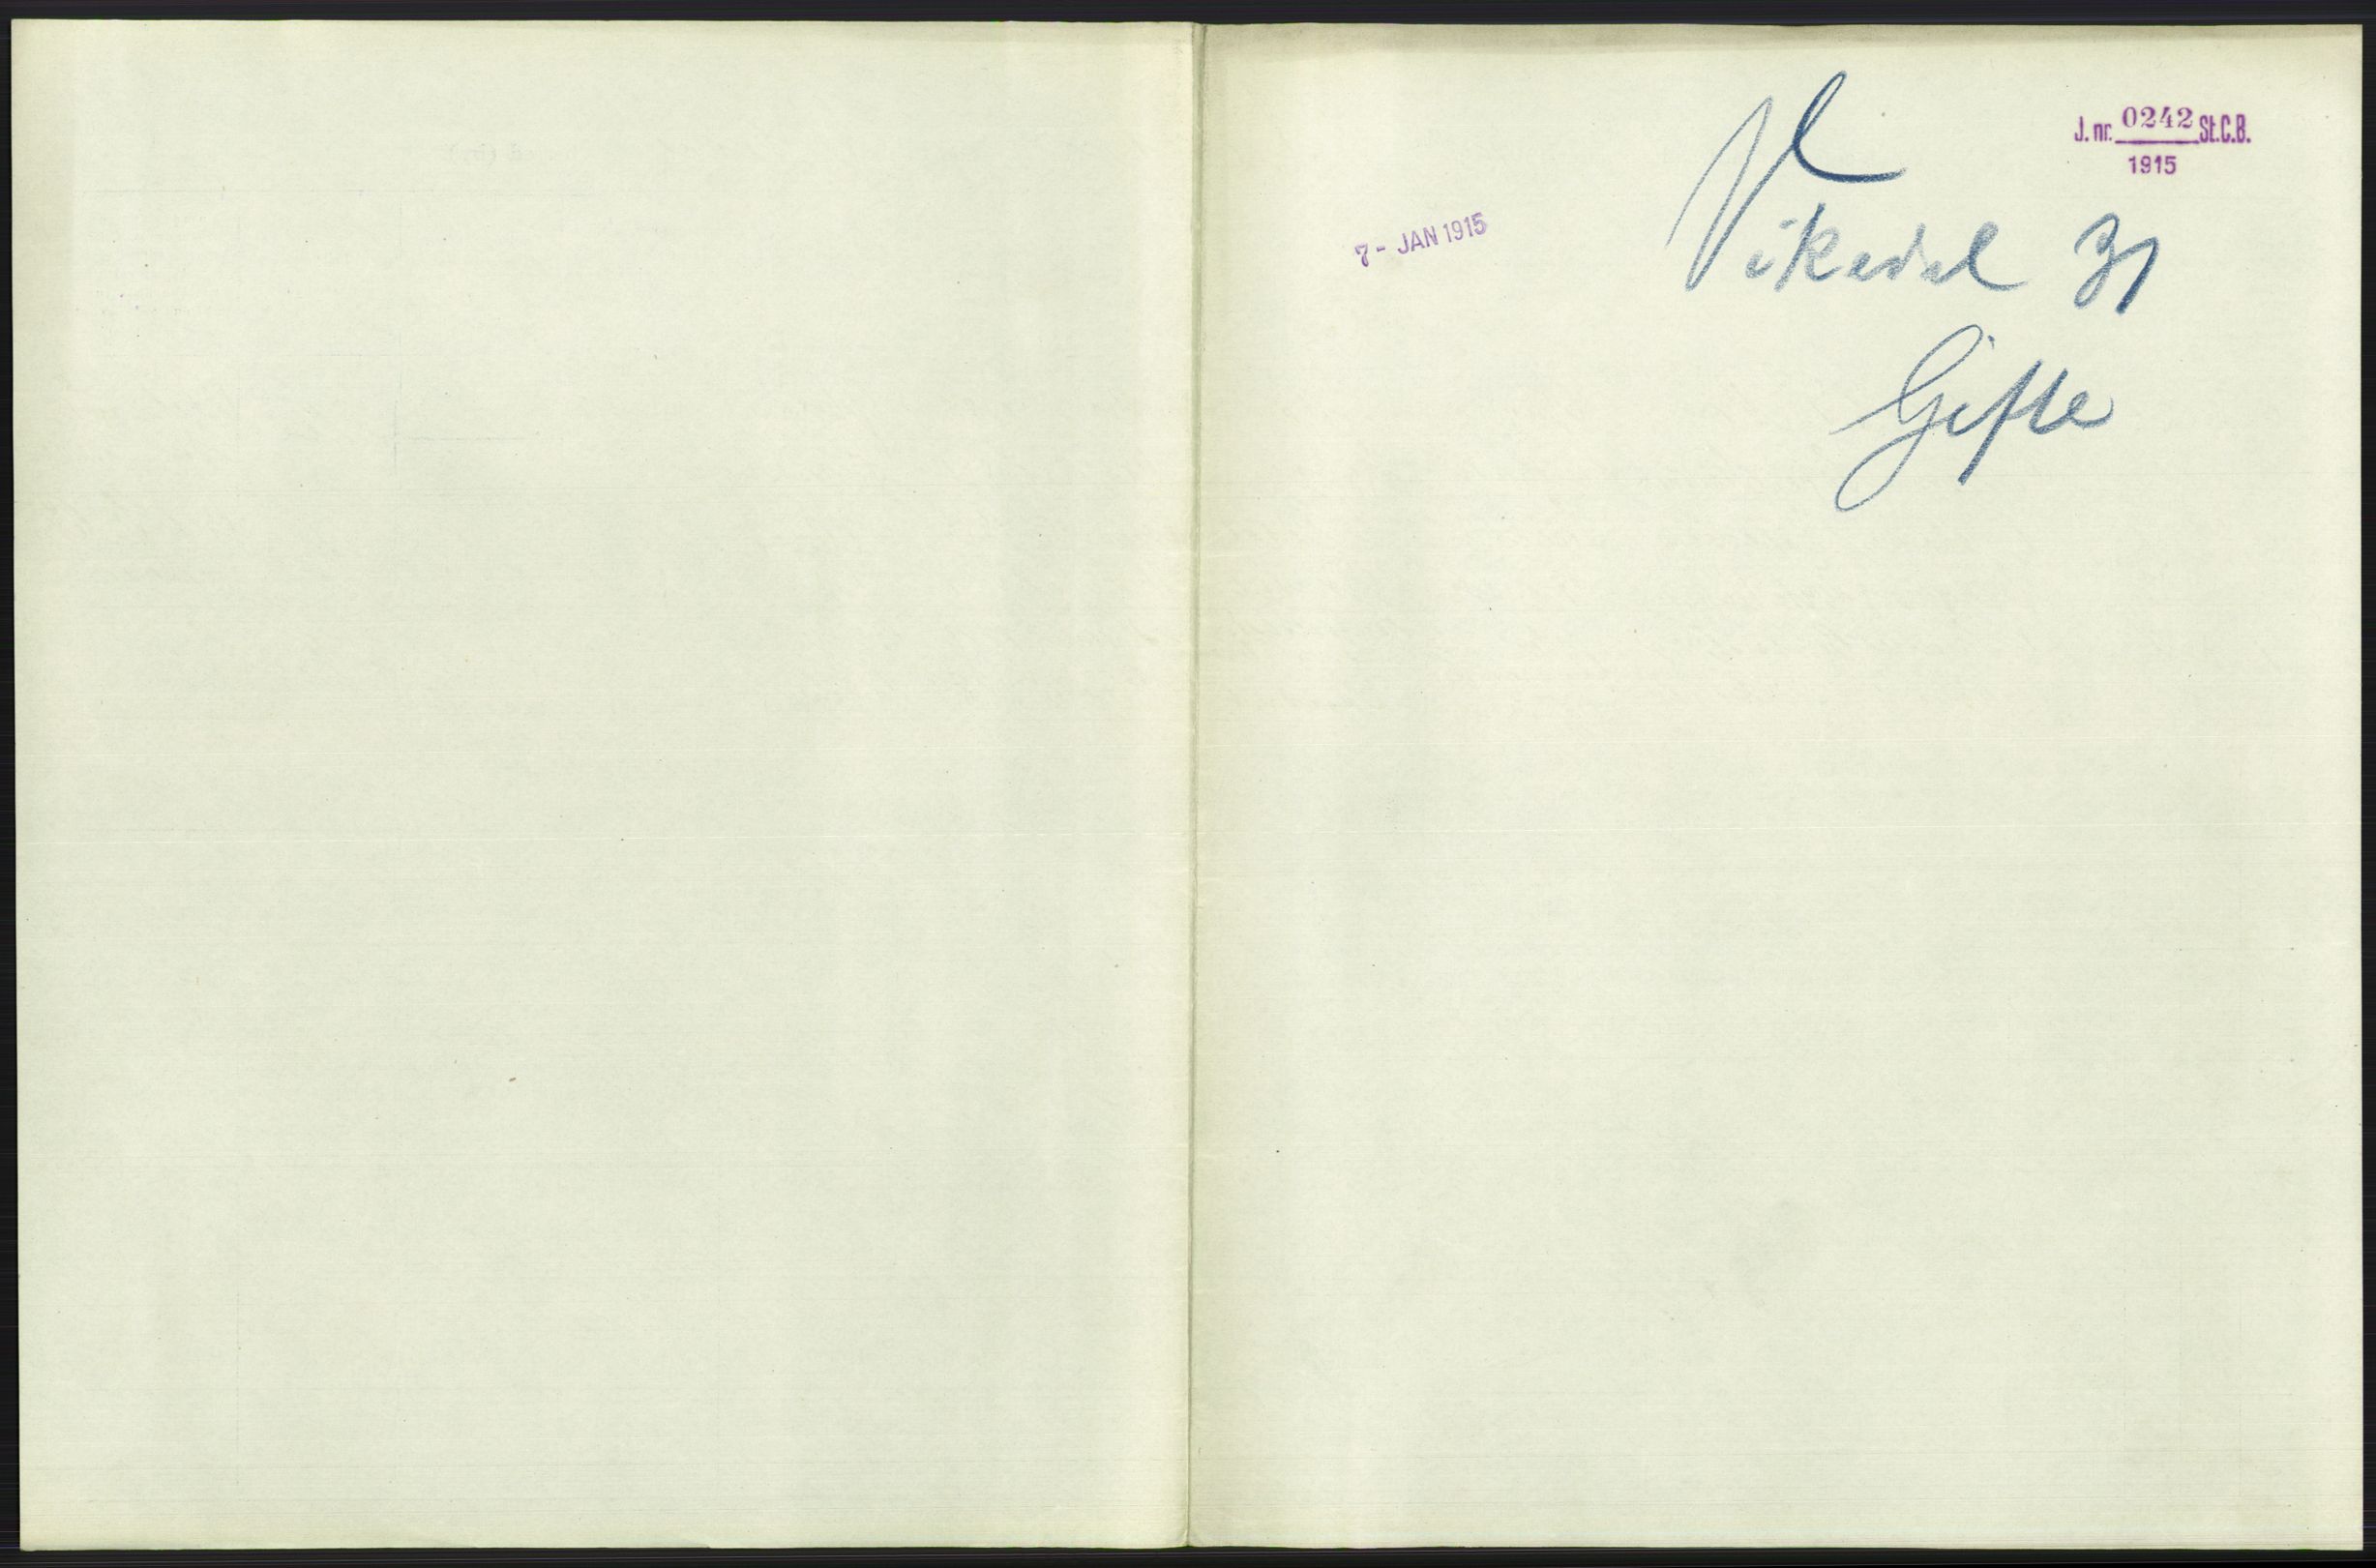 J. nr. 0242 St.C.B.
1915
7- JAN 1915
Vikedal 31
Gifte